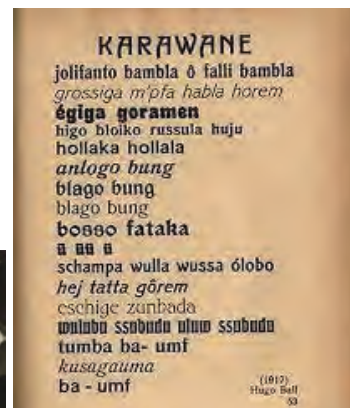 KARAWANE
jolifanto bambla ô falli bambla
grossiga m'pfa habla horem
égiga goramen
higo bloiko russula huju
hollaka hollala
anlogo bung
blago bung
blago bung
bosso fataka
ü üü ü
schampa wulla wussa ólobo
hej tatta gôrem
eschige zunbada
wulubu ssubudu uluw ssubudu
tumba ba- umf
kusagauma
ba - umf
(1917)
Hugo Ball
53